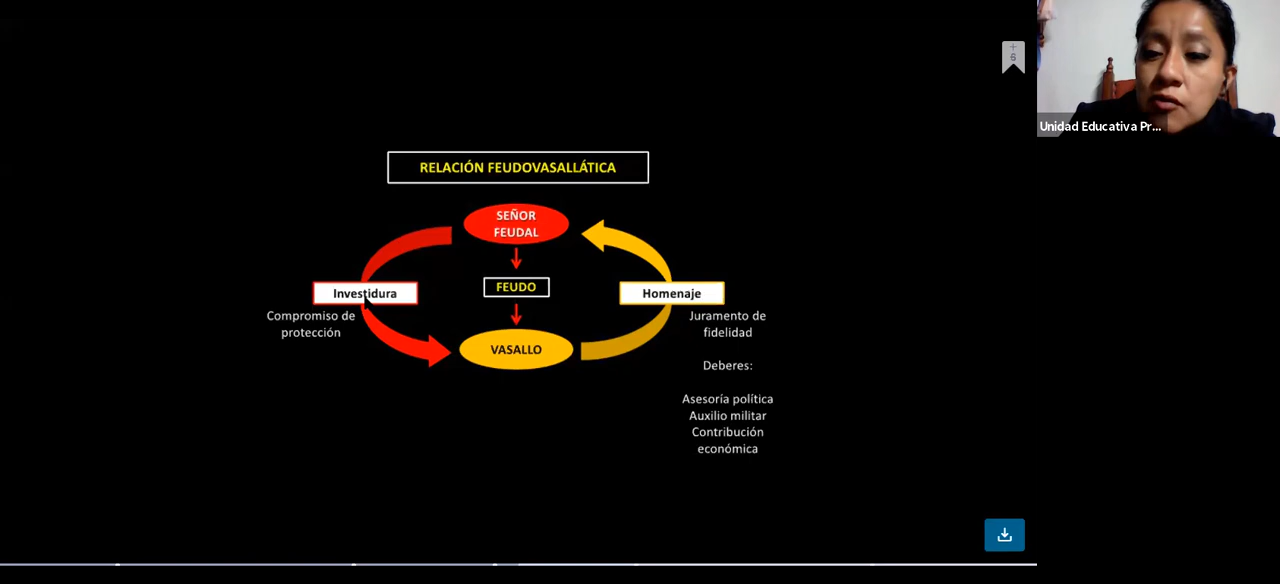 Unidad Educativa Pr...
RELACIÓN FEUDOVASALLÁTICA
SEÑOR
FEUDAL
FEUDO
VASALLO
Investidura
Compromiso de
protección
Homenaje
Juramento de
fidelidad
Deberes:
Asesoría política
Auxilio militar
Contribución
económica